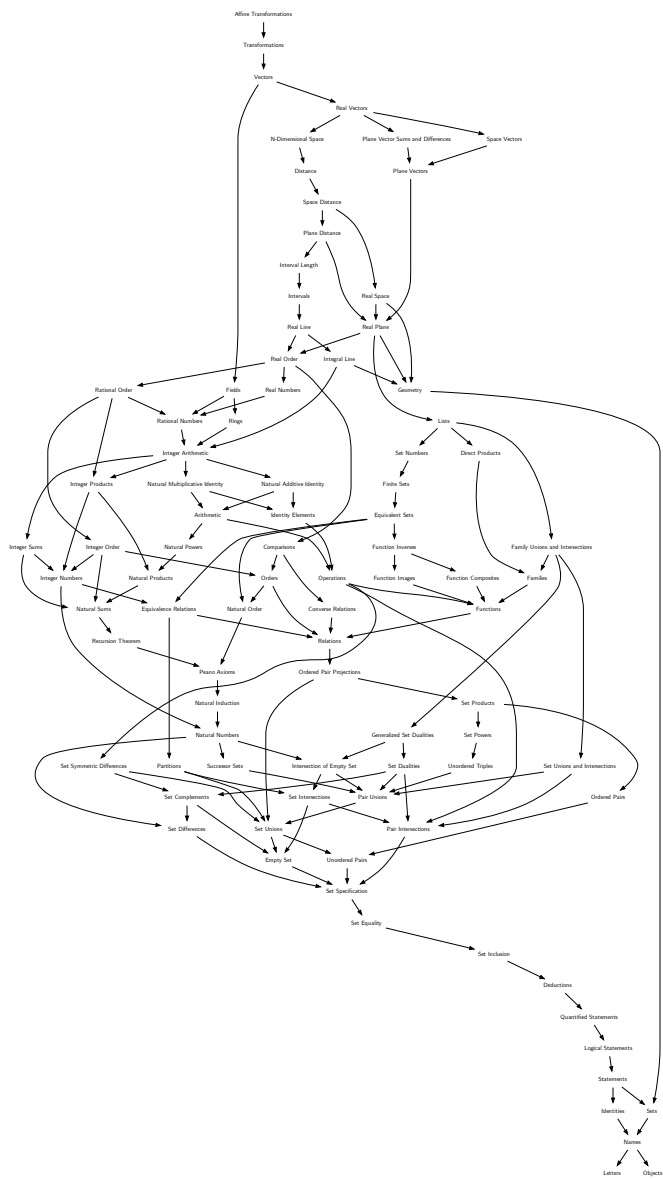 Affine Transformations
Transformations
Vectors
Real Vectors
N-Dimensional Space
Plane Vector Sums and Differences
Space Vectors
Distance
Plane Vectors
Space Distance
Plane Distance
Interval Length
Intervals
Real Space
Real Line
Real Plane
Real Order
Integral Line
Rational Order
Fields
Real Numbers
Geometry
Rational Numbers
Rings
Lists
Integer Arithmetic
Set Numbers
Direct Products
Integer Products
Natural Multiplicative Identity
Natural Additive Identity
Finite Sets
Arithmetic
Identity Elements
Equivalent Sets
Integer Sums
Integer Order
Natural Powers
Comparisons
Function Inverses
Family Unions and Intersections
Integer Numbers
Natural Products
Orders
Operations
Function Images
Function Composites
Families
Natural Sums
Equivalence Relations
Natural Order
Converse Relations
Functions
Recursion Theorem
Relations
Peano Axioms
Ordered Pair Projections
Natural Induction
Set Products
Natural Numbers
Generalized Set Dualities
Set Powers
Set Symmetric Differences
Partitions
Successor Sets
Intersection of Empty Set
Set Dualities
Unordered Triples
Set Unions and Intersections
Set Complements
Set Intersections
Pair Unions
Ordered Pairs
Set Differences
Set Unions
Pair Intersections
Empty Set
Unordered Pairs
Set Specification
Set Equality
Set Inclusion
Deductions
Quantified Statements
Logical Statements
Statements
Identities
Sets
Names
Letters
Objects